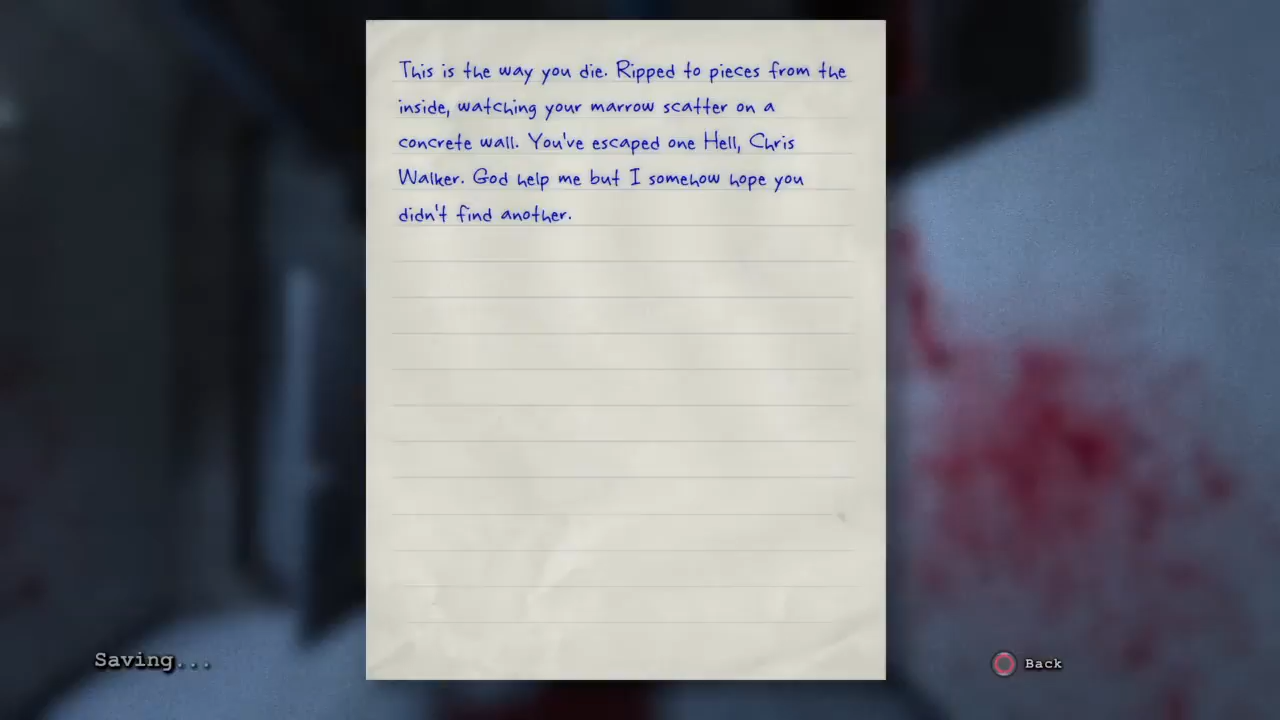 This is the way you die. Ripped to pieces from the
inside, watching your marrow scatter on a
concrete wall. You've escaped one Hell, Chris
Walker. God help me but I somehow hope you
didn't find another.
Saving...
Back